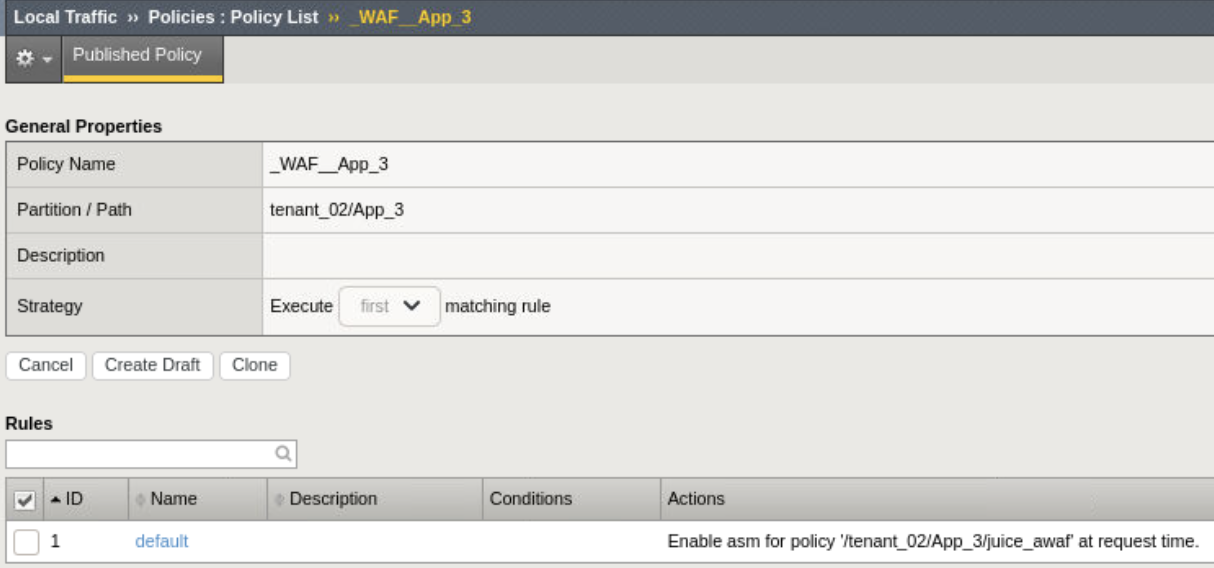 Local Traffic ›› Policies : Policy List ›› _WAF__App_3
Published Policy
General Properties
Policy Name _WAF__App_3
Partition / Path tenant_02/App_3
Description
Strategy Execute first matching rule
Cancel Create Draft Clone
Rules
ID Name Description Conditions Actions
1 default Enable asm for policy '/tenant_02/App_3/juice_awaf' at request time.